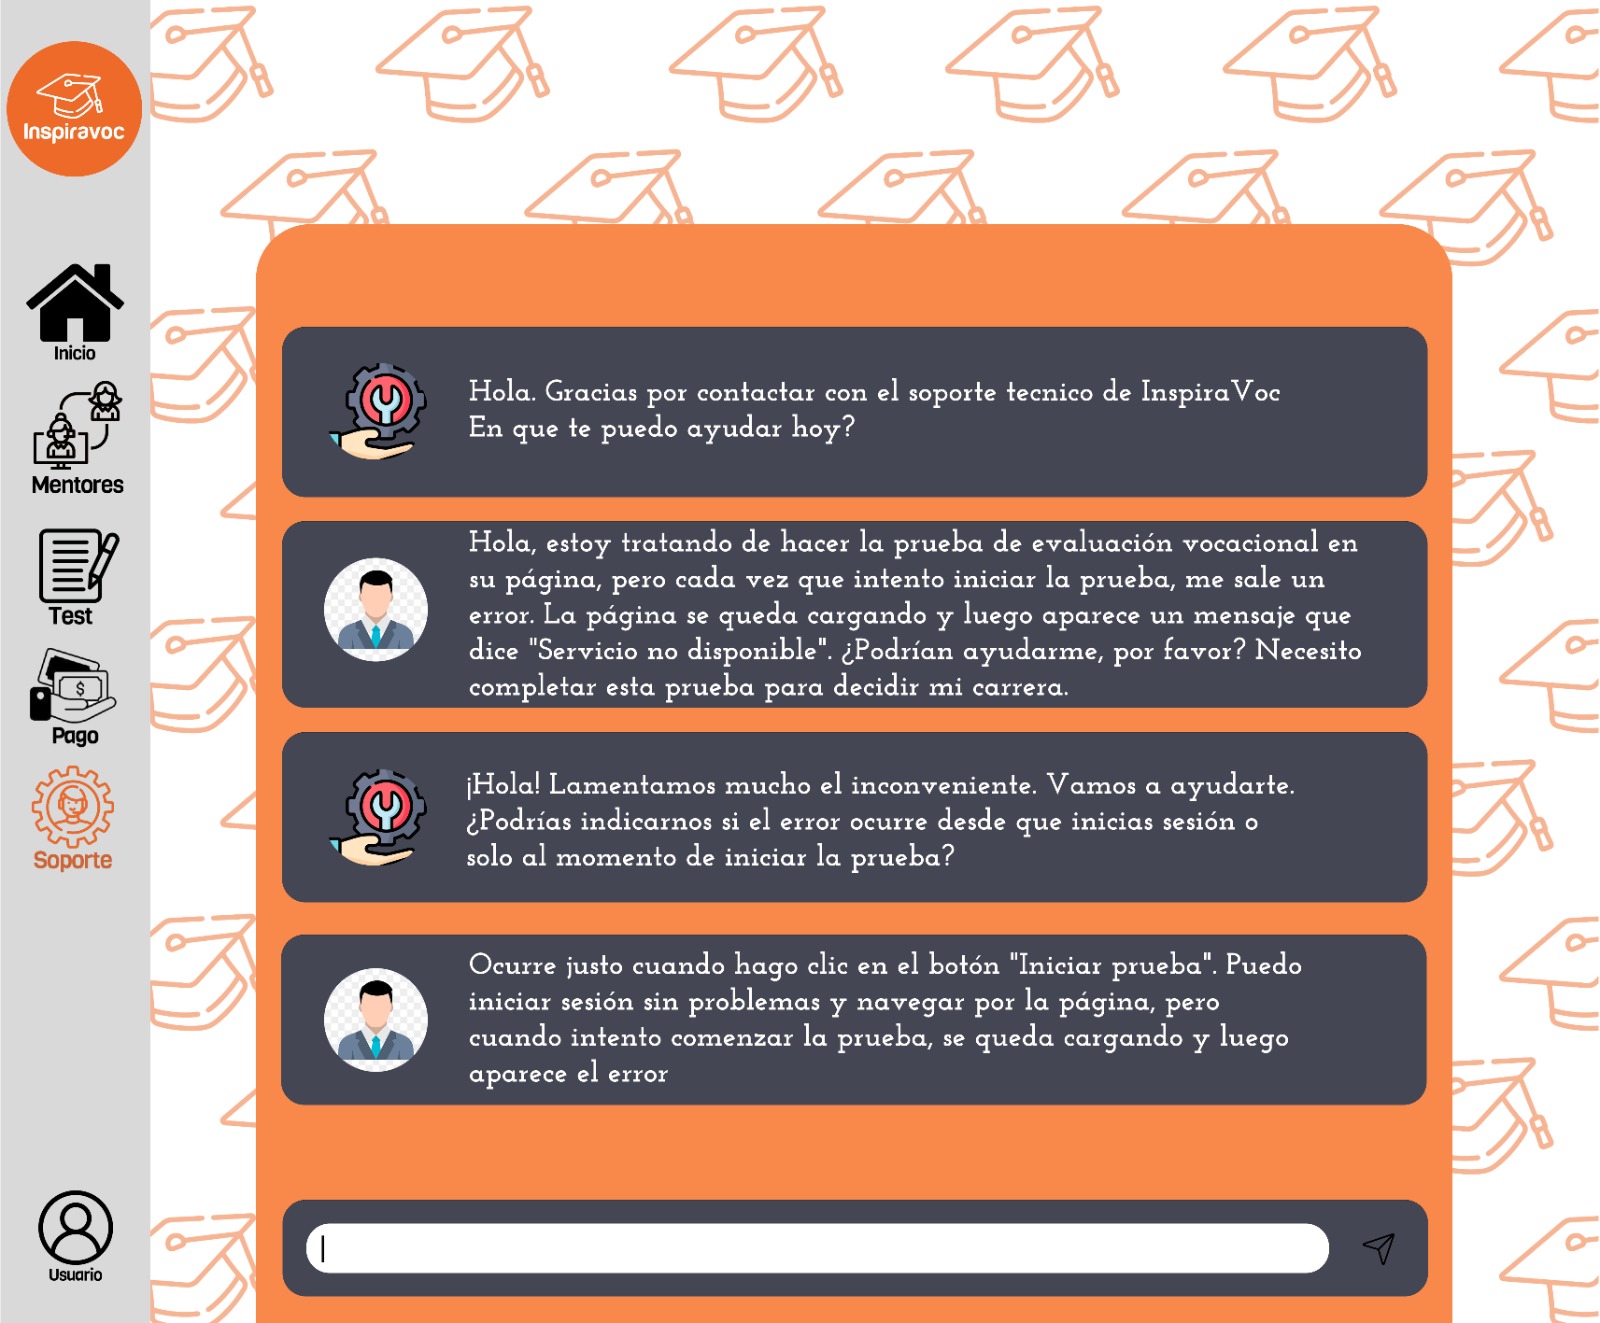 Inspiravoc
Inicio
Mentores
Test
$
Pago
Soporte
Usuario
Hola. Gracias por contactar con el soporte tecnico de InspiraVoc
En que te puedo ayudar hoy?
Hola, estoy tratando de hacer la prueba de evaluación vocacional en
su página, pero cada vez que intento iniciar la prueba, me sale un
error. La página se queda cargando y luego aparece un mensaje que
dice "Servicio no disponible". ¿Podrían ayudarme, por favor? Necesito
completar esta prueba para decidir mi carrera.
¡Hola! Lamentamos mucho el inconveniente. Vamos a ayudarte.
¿Podrías indicarnos si el error ocurre desde que inicias sesión o
solo al momento de iniciar la prueba?
Ocurre justo cuando hago clic en el botón "Iniciar prueba". Puedo
iniciar sesión sin problemas y navegar por la página, pero
cuando intento comenzar la prueba, se queda cargando y luego
aparece el error